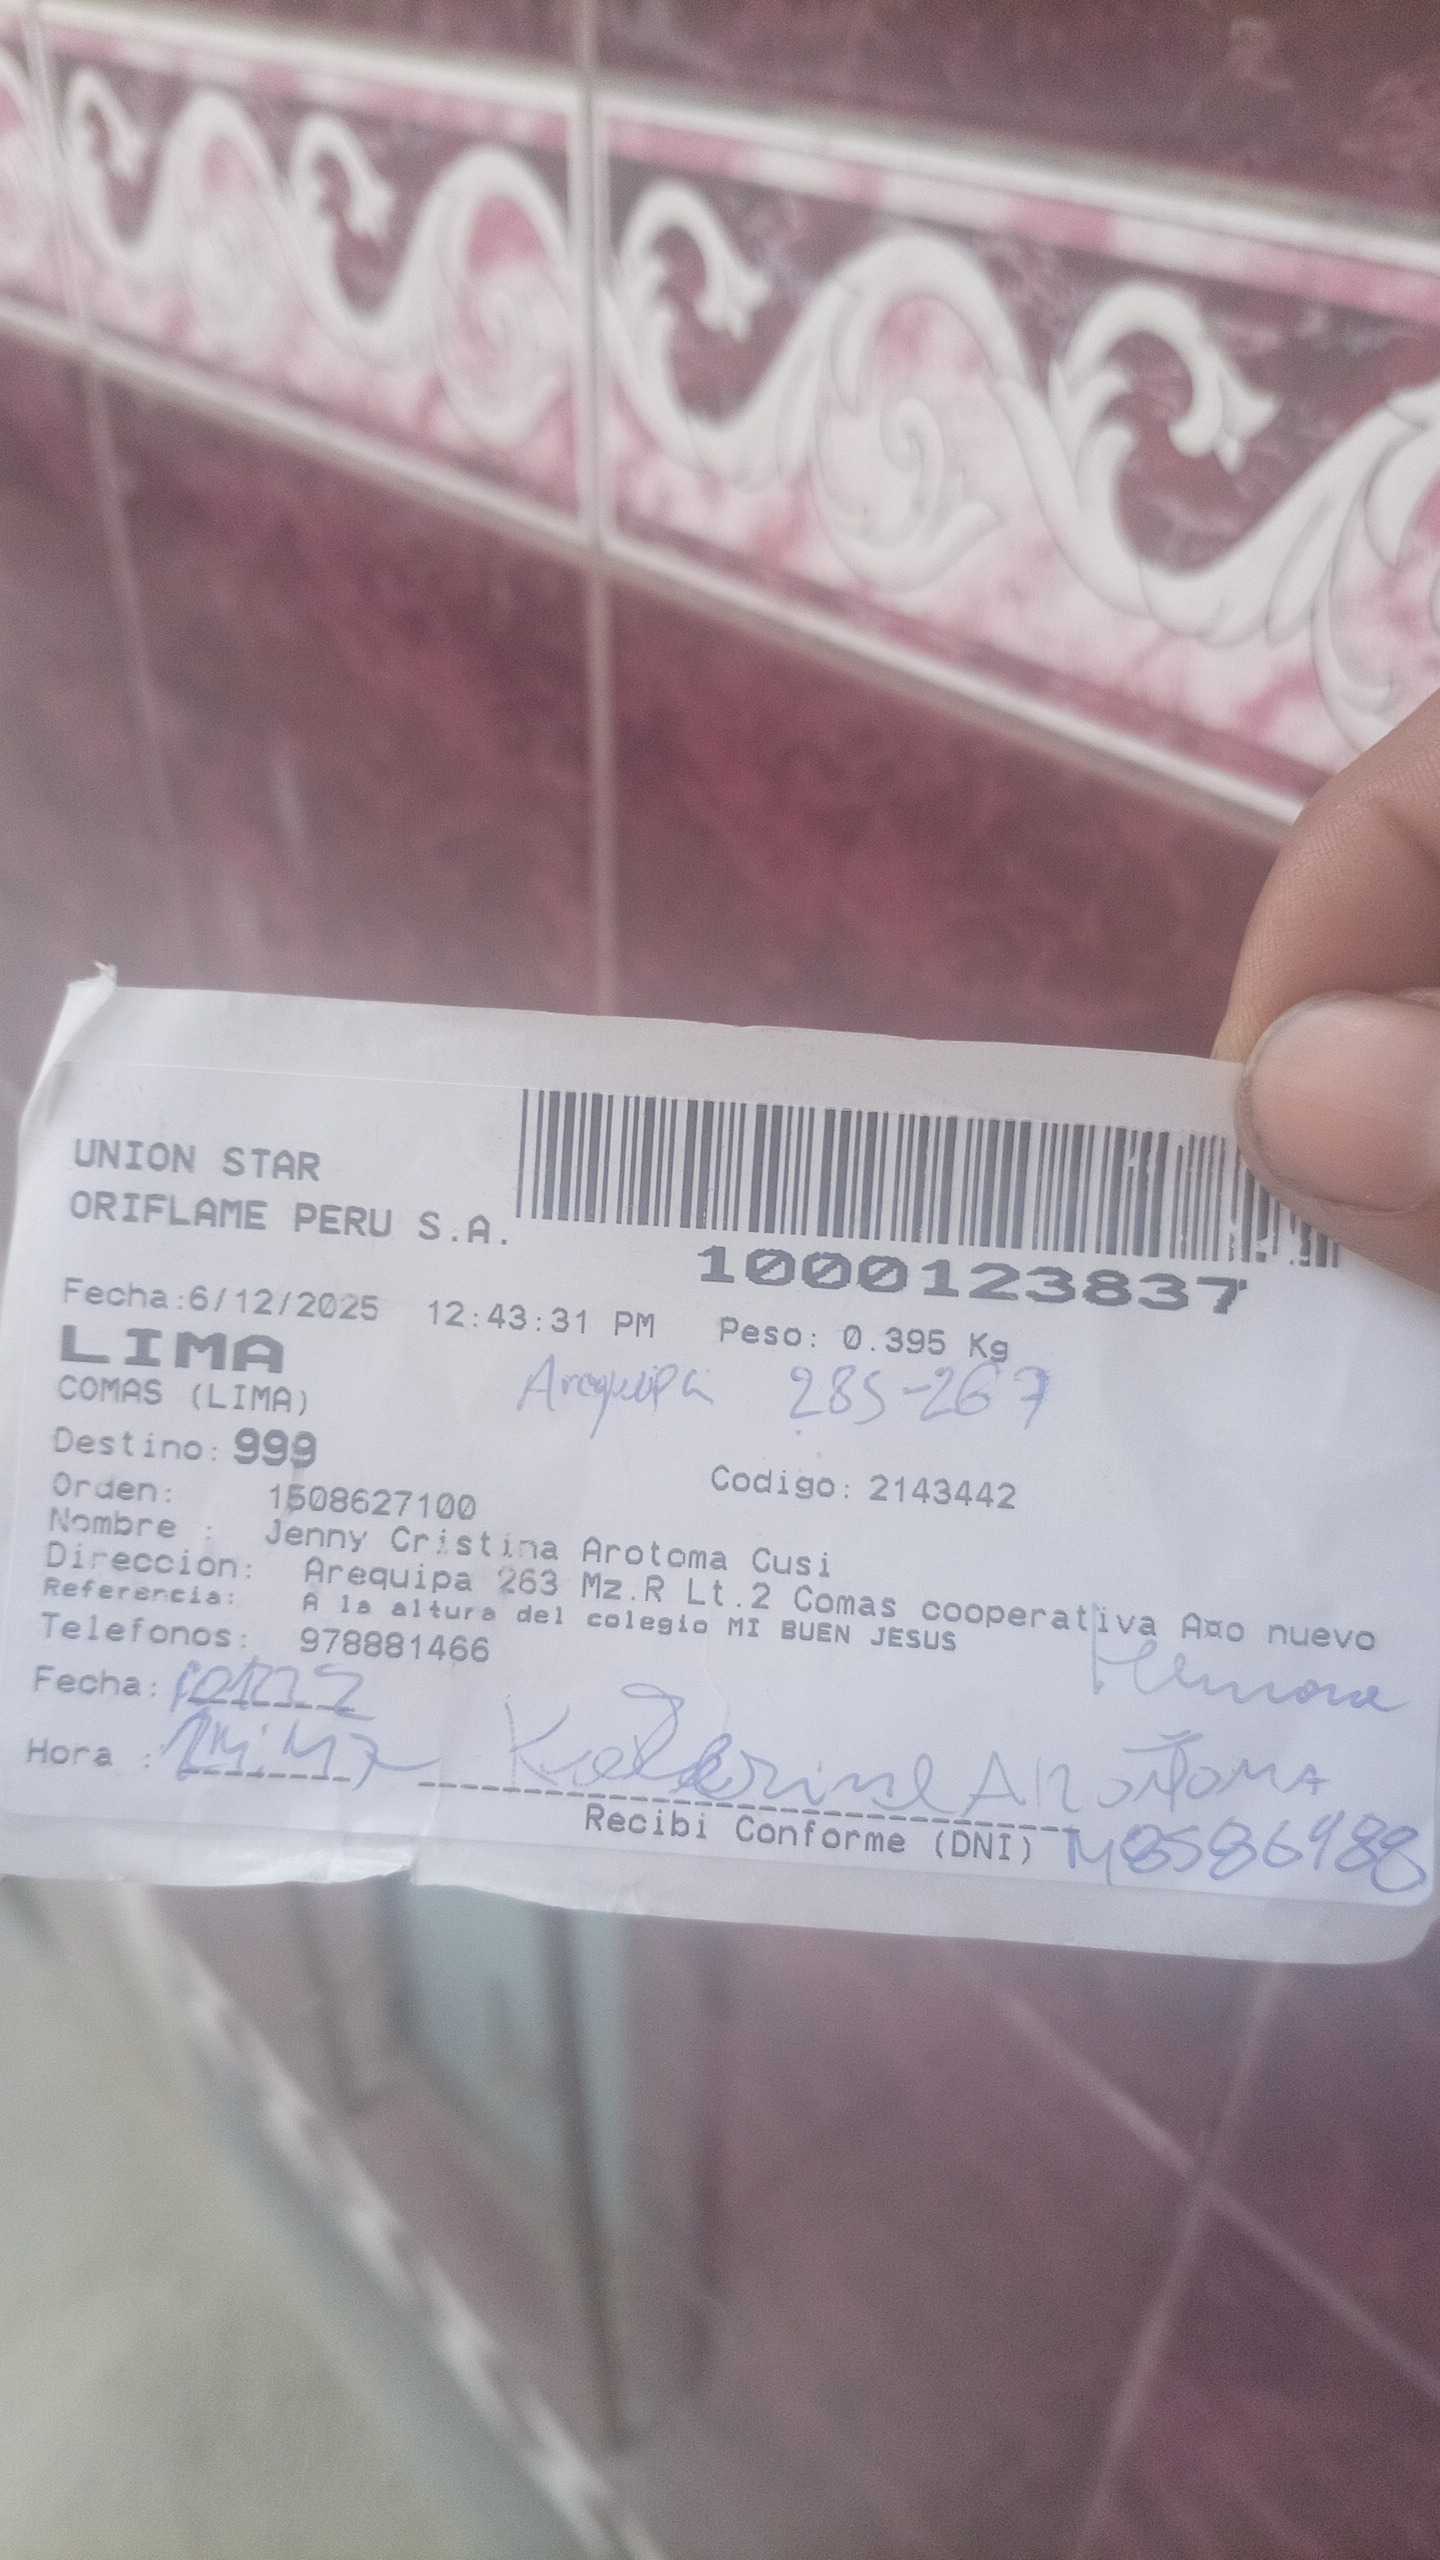 UNION STAR
ORIFLAME PERU S.A.
1000123837
Fecha:6/12/2025 12:43:31 PM Peso: 0.395 Kg
LIMA
Arequipa 285-267
COMAS (LIMA)
Destino: 999
Codigo: 2143442
Orden: 1508627100
Nombre : Jenny Cristina Arotoma Cusi
Direccion: Arequipa 263 Mz.R Lt.2 Comas cooperativa A¤o nuevo
Referencia: A la altura del colegio MI BUEN JESUS
Telefonos: 978881466
Fecha:
Hora :
Katherine AROTOMA
Recibi Conforme (DNI)